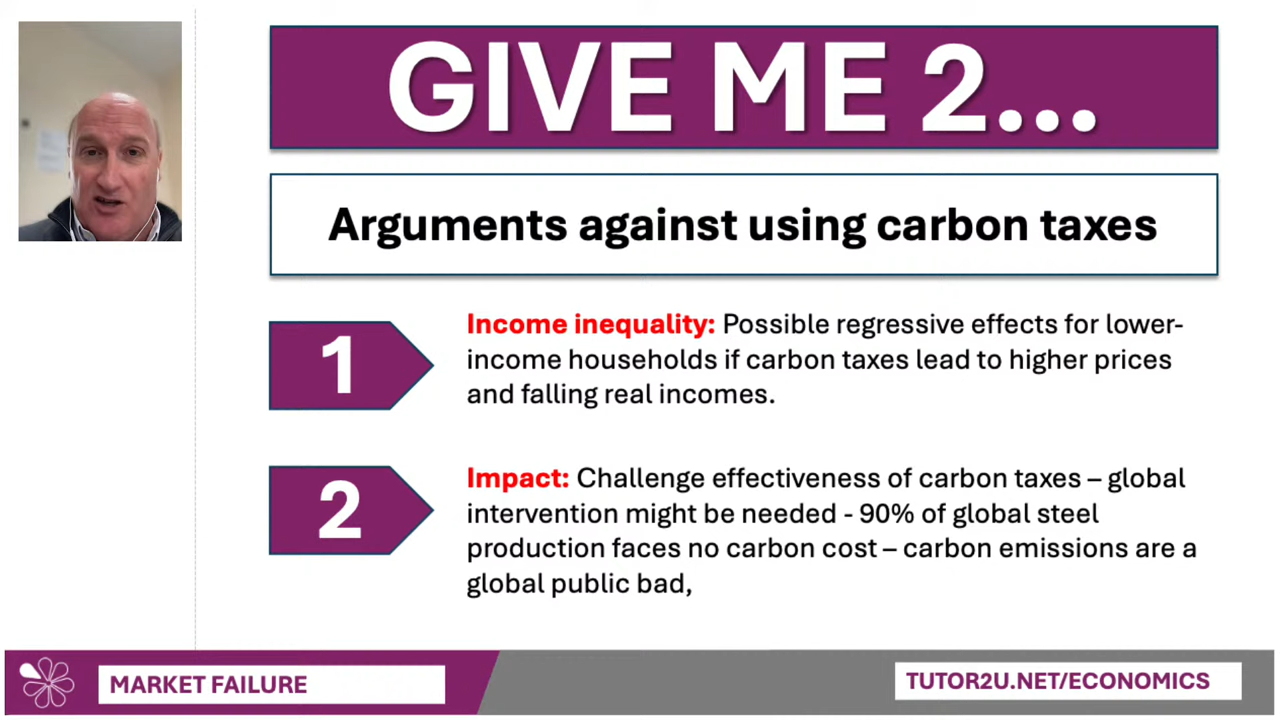 GIVE ME 2...
Arguments against using carbon taxes
1
Income inequality: Possible regressive effects for lower-
income households if carbon taxes lead to higher prices
and falling real incomes.
2
Impact: Challenge effectiveness of carbon taxes – global
intervention might be needed - 90% of global steel
production faces no carbon cost – carbon emissions are a
global public bad,
MARKET FAILURE
TUTOR2U.NET/ECONOMICS